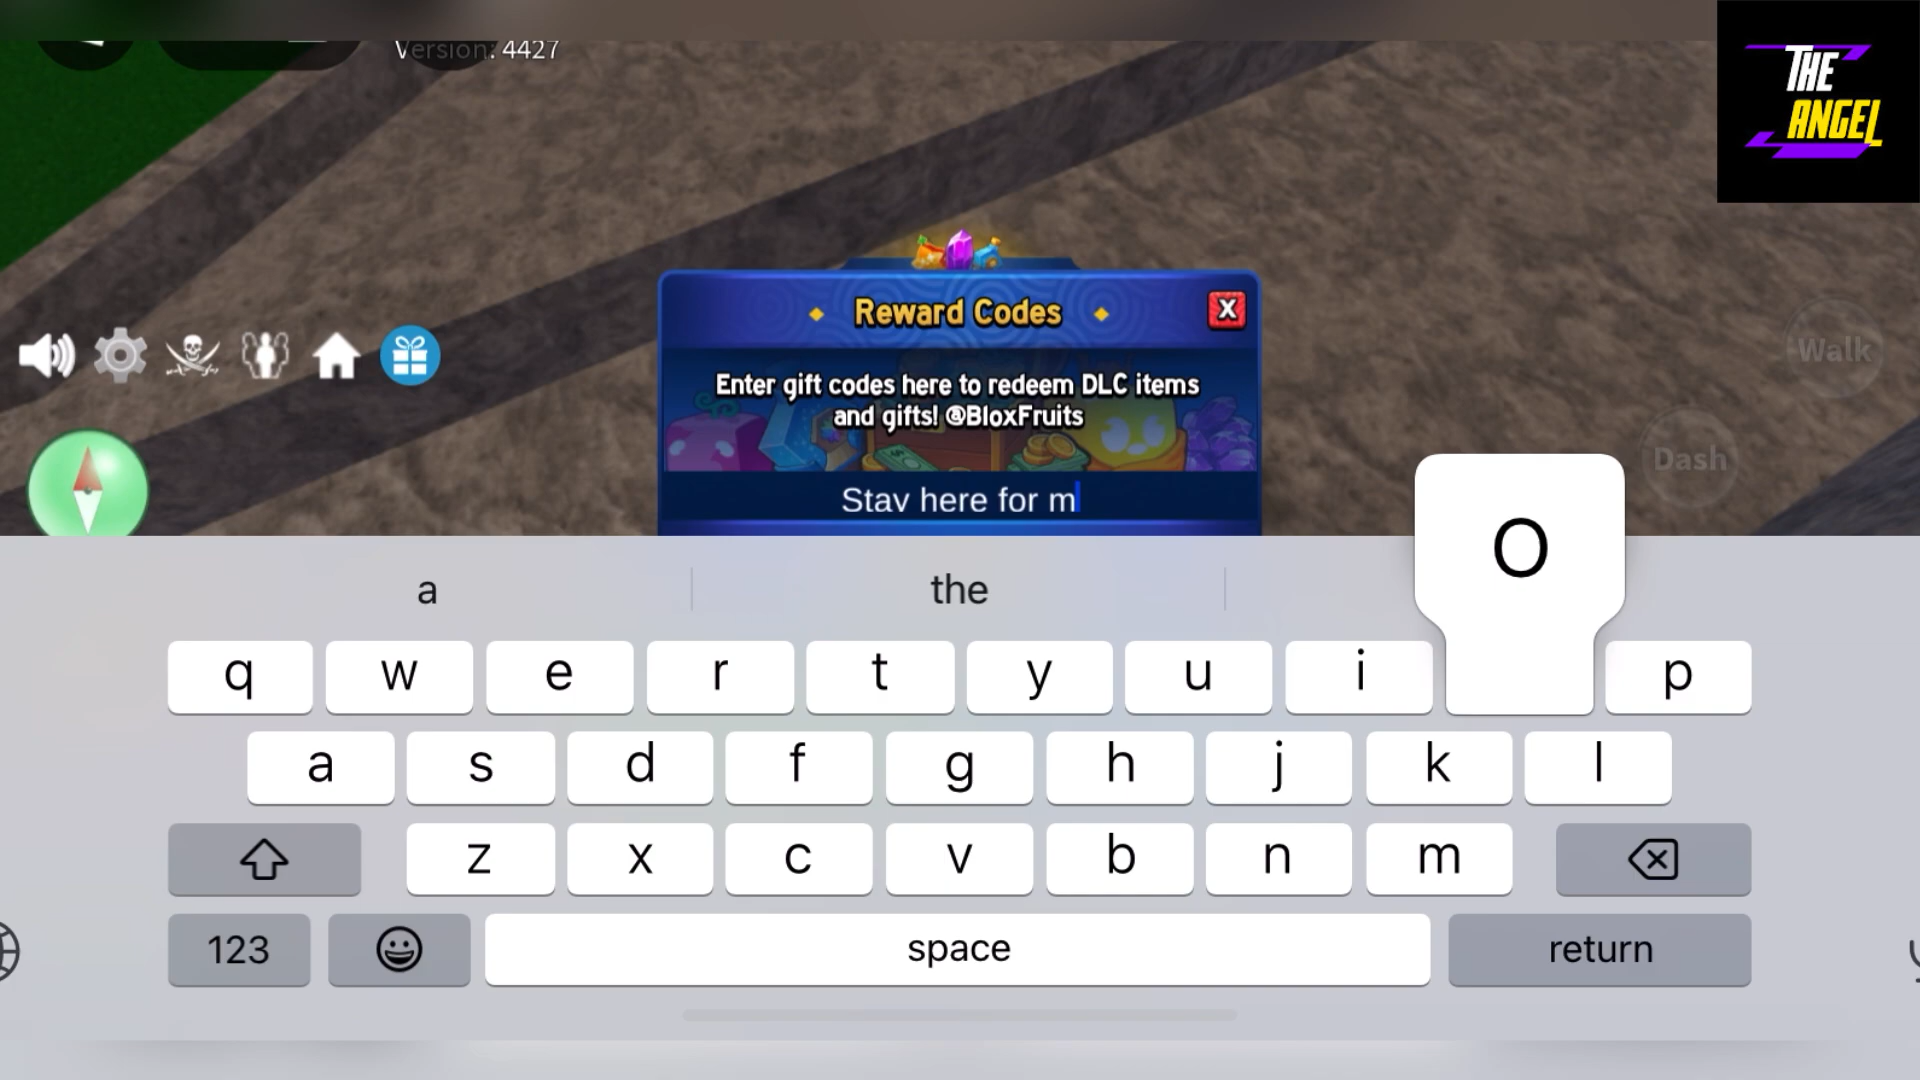 Version: 4427
THE
ANGEL
Reward Codes
X
Enter gift codes here to redeem DLC items
and gifts! @BloxFruits
Walk
Dash
Stav here for m
O
a the
q w e r t y u i p
a s d f g h j k l
z x c v b n m
123 space return